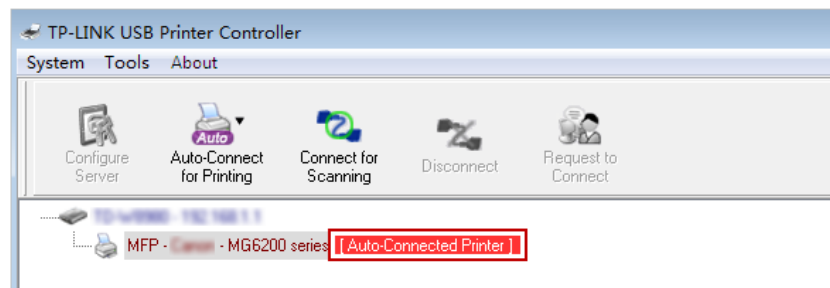 TP-LINK USB Printer Controller
System Tools About
Configure Server
Auto
Auto-Connect for Printing
Connect for Scanning
Disconnect
Request to Connect
MFP - - MG6200 series [ Auto-Connected Printer ]